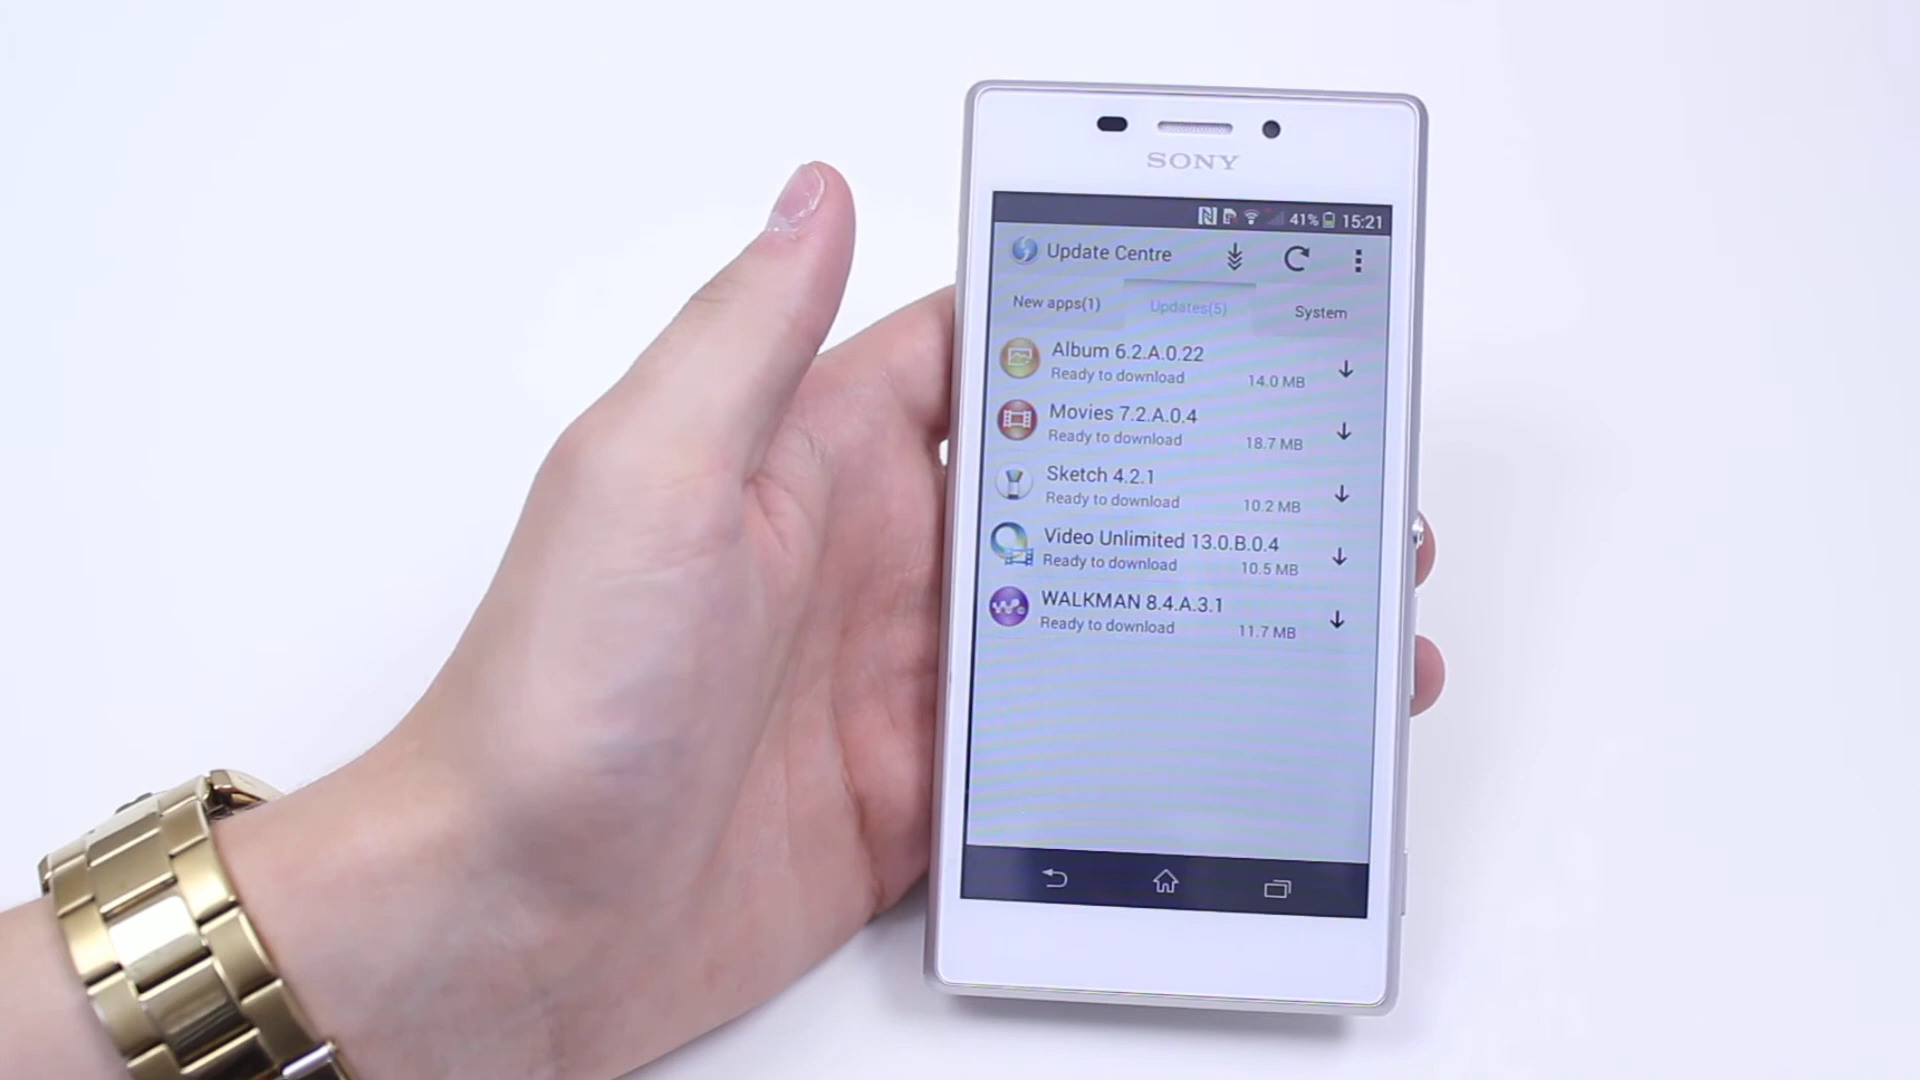 SONY
41% 15:21
Update Centre
New apps(1) Updates(5) System
Album 6.2.A.0.22
Ready to download 14.0 MB
Movies 7.2.A.0.4
Ready to download 18.7 MB
Sketch 4.2.1
Ready to download 10.2 MB
Video Unlimited 13.0.B.0.4
Ready to download 10.5 MB
WALKMAN 8.4.A.3.1
Ready to download 11.7 MB